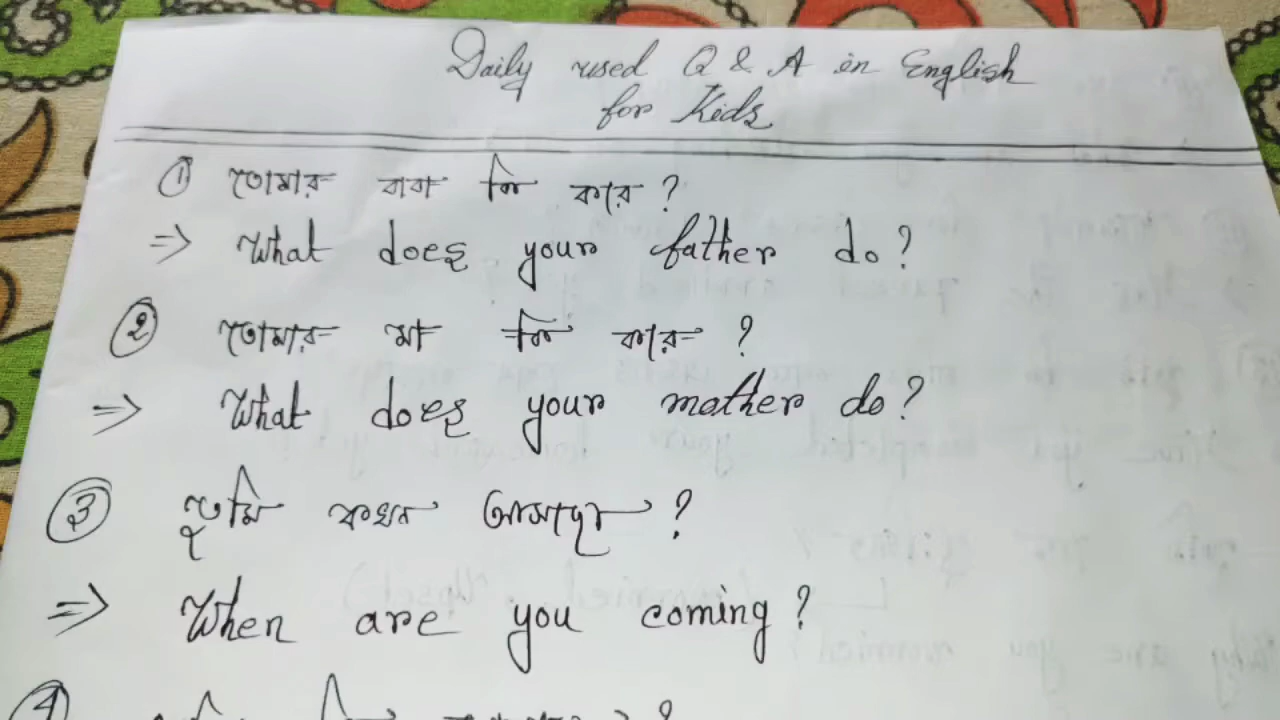 Daily used Q & A in English
for Kids
① তোমার বাবা কি করে ?
⇒ What does your father do ?
② তোমার মা কি করে ?
⇒ What does your mother do ?
③ তুমি কখন আসছো ?
⇒ When are you coming ?
④